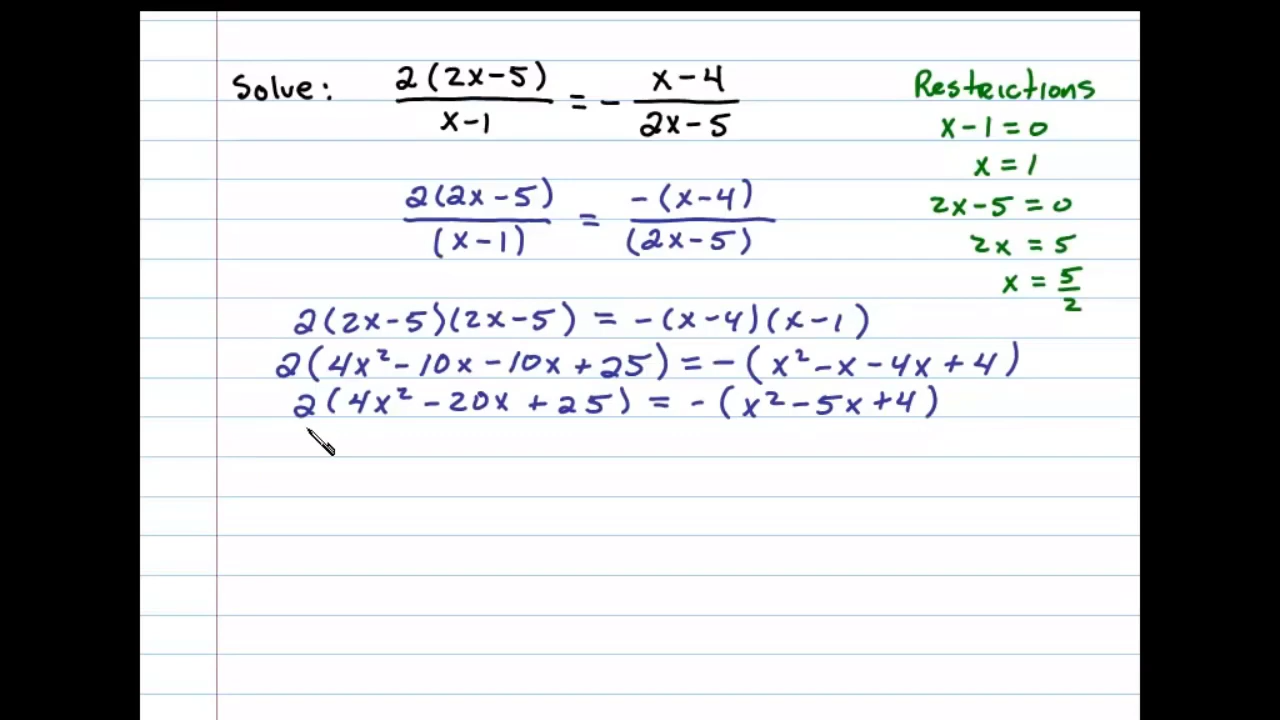 Solve: 2(2x-5)/x-1 = - x-4/2x-5
2(2x-5)/(x-1) = -(x-4)/(2x-5)
2(2x-5)(2x-5) = -(x-4)(x-1)
2(4x²-10x-10x+25) = -(x²-x-4x+4)
2(4x²-20x+25) = -(x²-5x+4)
Restrictions
x-1=0
x=1
2x-5=0
2x=5
x=5/2